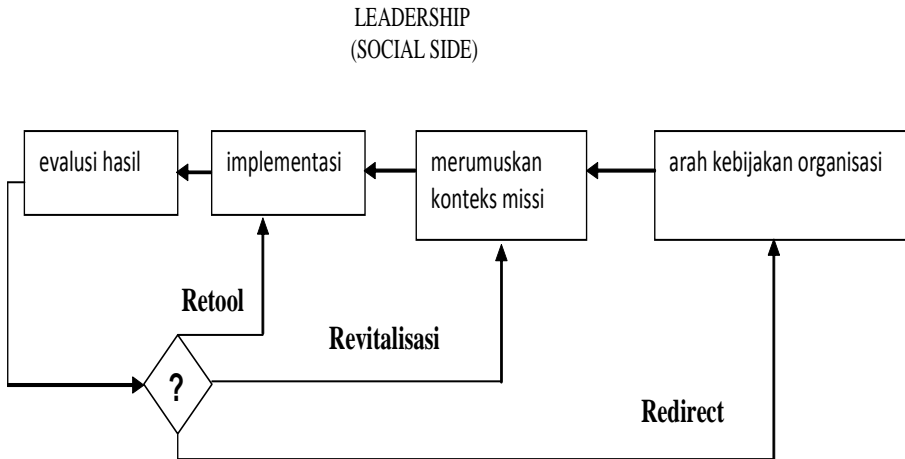 LEADERSHIP
(SOCIAL SIDE)
evalusi hasil
implementasi
merumuskan
konteks missi
arah kebijakan organisasi
Retool
Revitalisasi
?
Redirect